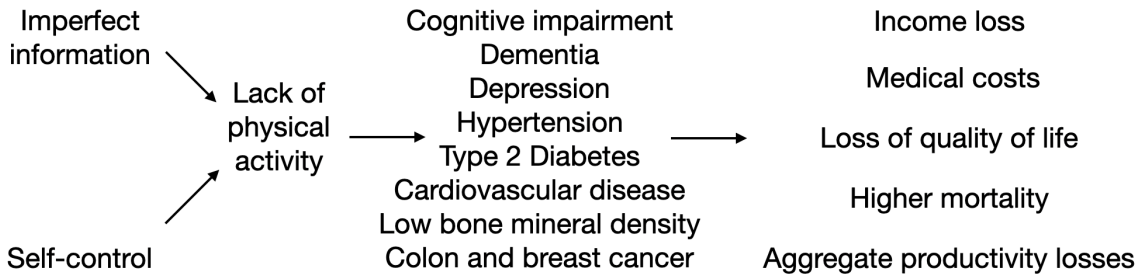 Imperfect
information
Self-control
Lack of
physical
activity
Cognitive impairment
Dementia
Depression
Hypertension
Type 2 Diabetes
Cardiovascular disease
Low bone mineral density
Colon and breast cancer
Income loss
Medical costs
Loss of quality of life
Higher mortality
Aggregate productivity losses